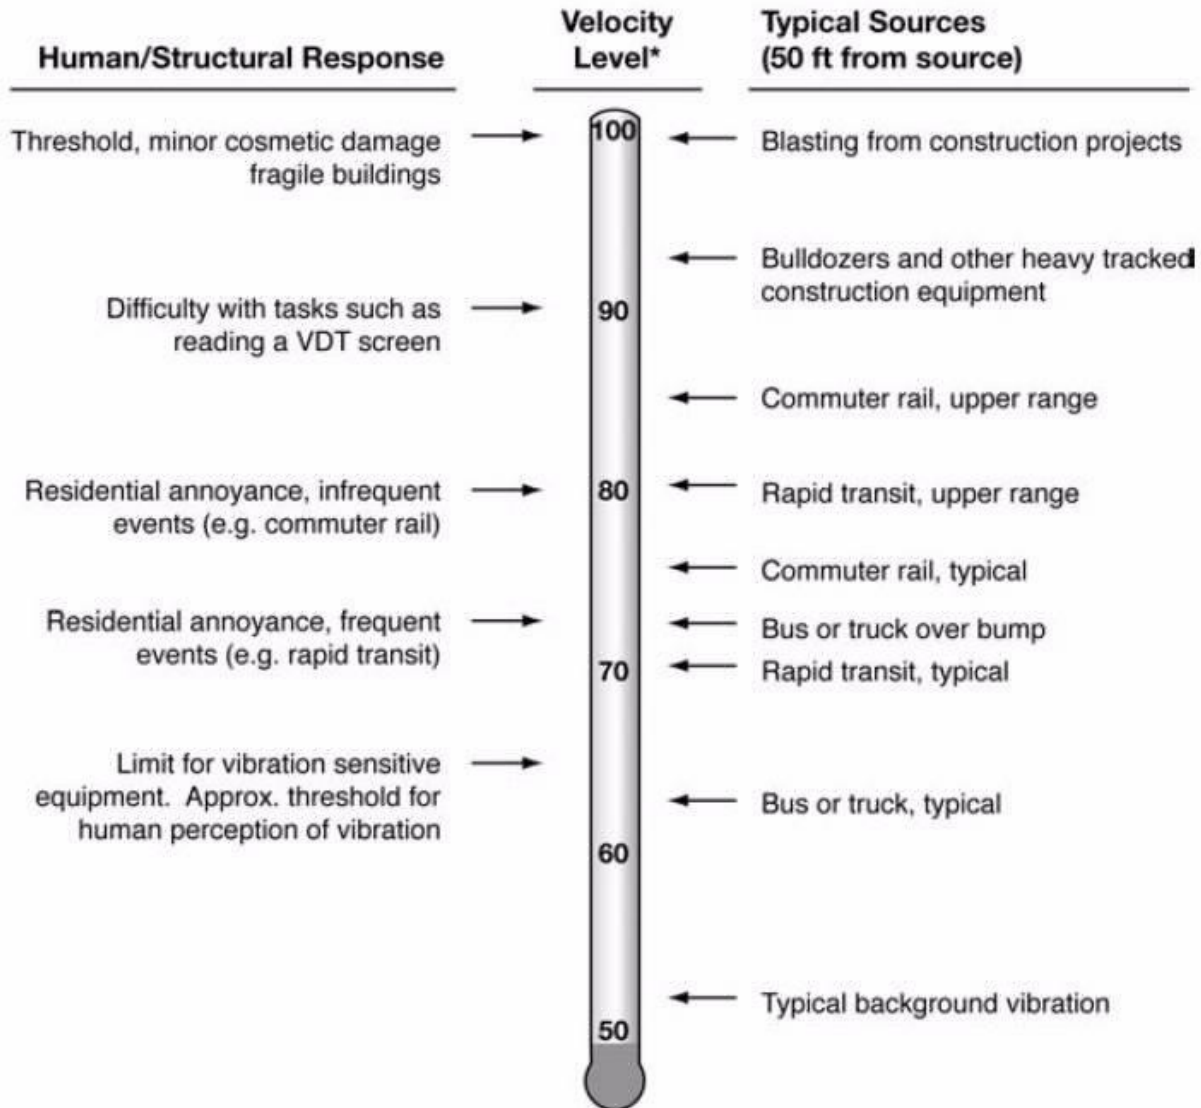 Human/Structural Response
Velocity
Level*
Typical Sources
(50 ft from source)
Threshold, minor cosmetic damage
fragile buildings
100
Blasting from construction projects
Bulldozers and other heavy tracked
construction equipment
Difficulty with tasks such as
reading a VDT screen
90
Commuter rail, upper range
Residential annoyance, infrequent
events (e.g. commuter rail)
80
Rapid transit, upper range
Commuter rail, typical
Residential annoyance, frequent
events (e.g. rapid transit)
Bus or truck over bump
70
Rapid transit, typical
Limit for vibration sensitive
equipment. Approx. threshold for
human perception of vibration
Bus or truck, typical
60
Typical background vibration
50